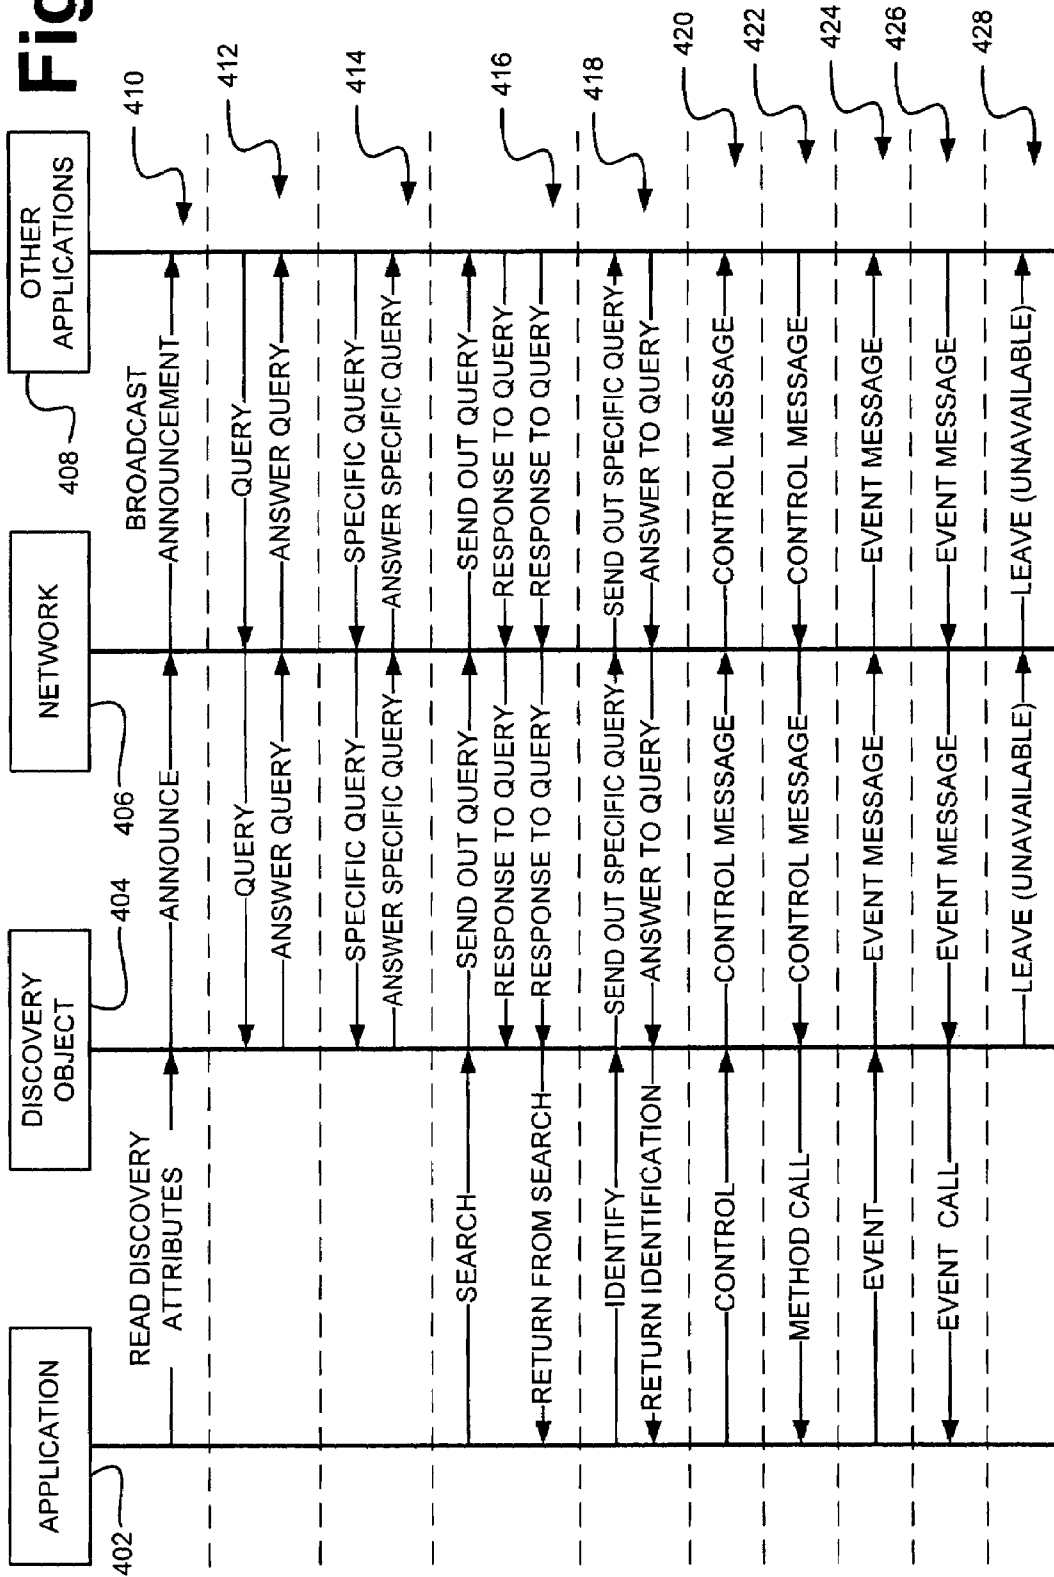 Fig
APPLICATION
DISCOVERY
OBJECT
NETWORK
OTHER
APPLICATIONS
402
404
406
408
READ DISCOVERY
ATTRIBUTES
ANNOUNCE
BROADCAST
ANNOUNCEMENT
410
QUERY
QUERY
ANSWER QUERY
ANSWER QUERY
412
SPECIFIC QUERY
SPECIFIC QUERY
ANSWER SPECIFIC QUERY
ANSWER SPECIFIC QUERY
414
SEARCH
SEND OUT QUERY
SEND OUT QUERY
RESPONSE TO QUERY
RESPONSE TO QUERY
RETURN FROM SEARCH
RESPONSE TO QUERY
RESPONSE TO QUERY
416
IDENTIFY
SEND OUT SPECIFIC QUERY
SEND OUT SPECIFIC QUERY
RETURN IDENTIFICATION
ANSWER TO QUERY
ANSWER TO QUERY
418
CONTROL
CONTROL MESSAGE
CONTROL MESSAGE
420
METHOD CALL
CONTROL MESSAGE
CONTROL MESSAGE
422
EVENT
EVENT MESSAGE
EVENT MESSAGE
424
EVENT CALL
EVENT MESSAGE
EVENT MESSAGE
426
LEAVE (UNAVAILABLE)
LEAVE (UNAVAILABLE)
428